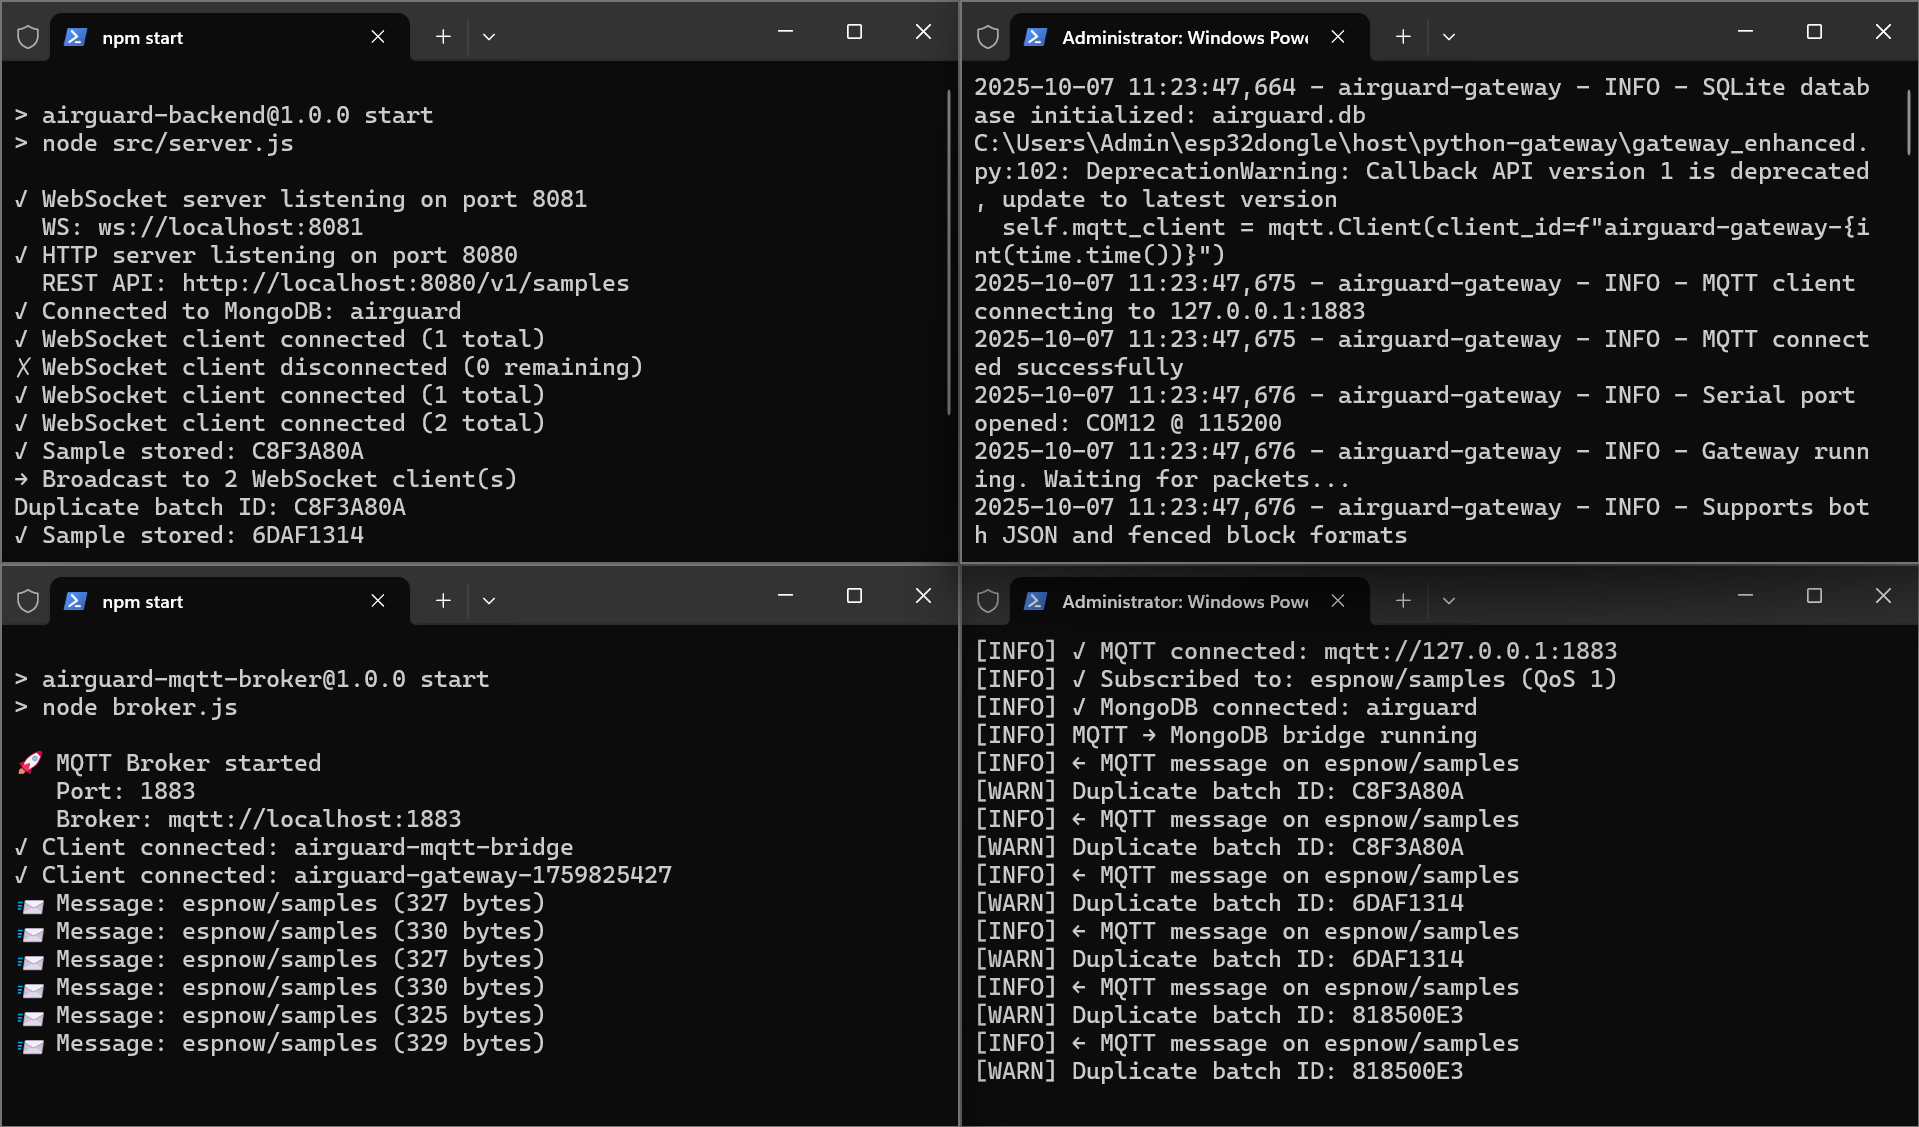 npm start
> airguard-backend@1.0.0 start
> node src/server.js
√ WebSocket server listening on port 8081
WS: ws://localhost:8081
√ HTTP server listening on port 8080
REST API: http://localhost:8080/v1/samples
√ Connected to MongoDB: airguard
√ WebSocket client connected (1 total)
╳ WebSocket client disconnected (0 remaining)
√ WebSocket client connected (1 total)
√ WebSocket client connected (2 total)
√ Sample stored: C8F3A80A
→ Broadcast to 2 WebSocket client(s)
Duplicate batch ID: C8F3A80A
√ Sample stored: 6DAF1314
Administrator: Windows Powe
2025-10-07 11:23:47,664 - airguard-gateway - INFO - SQLite datab
ase initialized: airguard.db
C:\Users\Admin\esp32dongle\host\python-gateway\gateway_enhanced.
py:102: DeprecationWarning: Callback API version 1 is deprecated
, update to latest version
self.mqtt_client = mqtt.Client(client_id=f"airguard-gateway-{i
nt(time.time())}")
2025-10-07 11:23:47,675 - airguard-gateway - INFO - MQTT client
connecting to 127.0.0.1:1883
2025-10-07 11:23:47,675 - airguard-gateway - INFO - MQTT connect
ed successfully
2025-10-07 11:23:47,676 - airguard-gateway - INFO - Serial port
opened: COM12 @ 115200
2025-10-07 11:23:47,676 - airguard-gateway - INFO - Gateway runn
ing. Waiting for packets...
2025-10-07 11:23:47,676 - airguard-gateway - INFO - Supports bot
h JSON and fenced block formats
npm start
> airguard-mqtt-broker@1.0.0 start
> node broker.js
🚀 MQTT Broker started
Port: 1883
Broker: mqtt://localhost:1883
√ Client connected: airguard-mqtt-bridge
√ Client connected: airguard-gateway-1759825427
📨 Message: espnow/samples (327 bytes)
📨 Message: espnow/samples (330 bytes)
📨 Message: espnow/samples (327 bytes)
📨 Message: espnow/samples (330 bytes)
📨 Message: espnow/samples (325 bytes)
📨 Message: espnow/samples (329 bytes)
Administrator: Windows Powe
[INFO] √ MQTT connected: mqtt://127.0.0.1:1883
[INFO] √ Subscribed to: espnow/samples (QoS 1)
[INFO] √ MongoDB connected: airguard
[INFO] MQTT → MongoDB bridge running
[INFO] ← MQTT message on espnow/samples
[WARN] Duplicate batch ID: C8F3A80A
[INFO] ← MQTT message on espnow/samples
[WARN] Duplicate batch ID: C8F3A80A
[INFO] ← MQTT message on espnow/samples
[WARN] Duplicate batch ID: 6DAF1314
[INFO] ← MQTT message on espnow/samples
[WARN] Duplicate batch ID: 6DAF1314
[INFO] ← MQTT message on espnow/samples
[WARN] Duplicate batch ID: 818500E3
[INFO] ← MQTT message on espnow/samples
[WARN] Duplicate batch ID: 818500E3